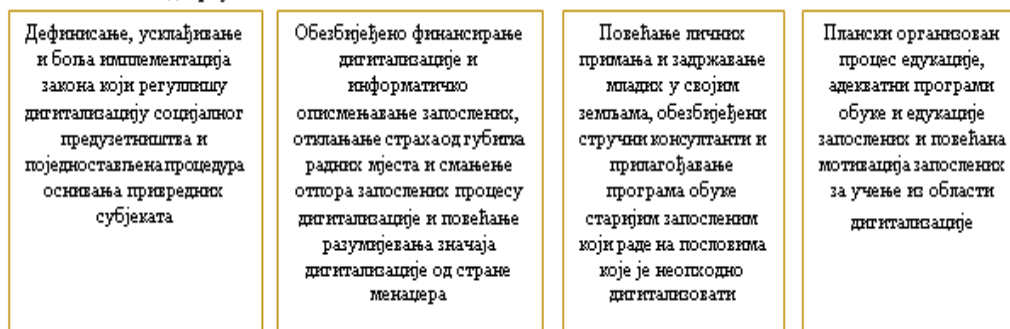 Дефинисање, усклађивање
и боља имплементација
закона који регулишу
дигитализацију социјалног
предузетништва и
поједностављена процедура
оснивања привредних
субјеката
Обезбијеђено финансирање
дигитализације и
информатичко
описмењавање запослених,
отклањање страха од губитка
радних мјеста и смањење
отпора запослених процесу
дигитализације и повећање
разумијевања значаја
дигитализације од стране
менаџера
Повећање личних
примања и задржавање
младих у својим
земљама, обезбијеђени
стручни консултанти и
прилагођавање
програма обуке
старијим запосленим
који раде на пословима
које је неопходно
дигитализовати
Плански организован
процес едукације,
адекватни програми
обуке и едукације
запослених и повећана
мотивација запослених
за учење из области
дигитализације